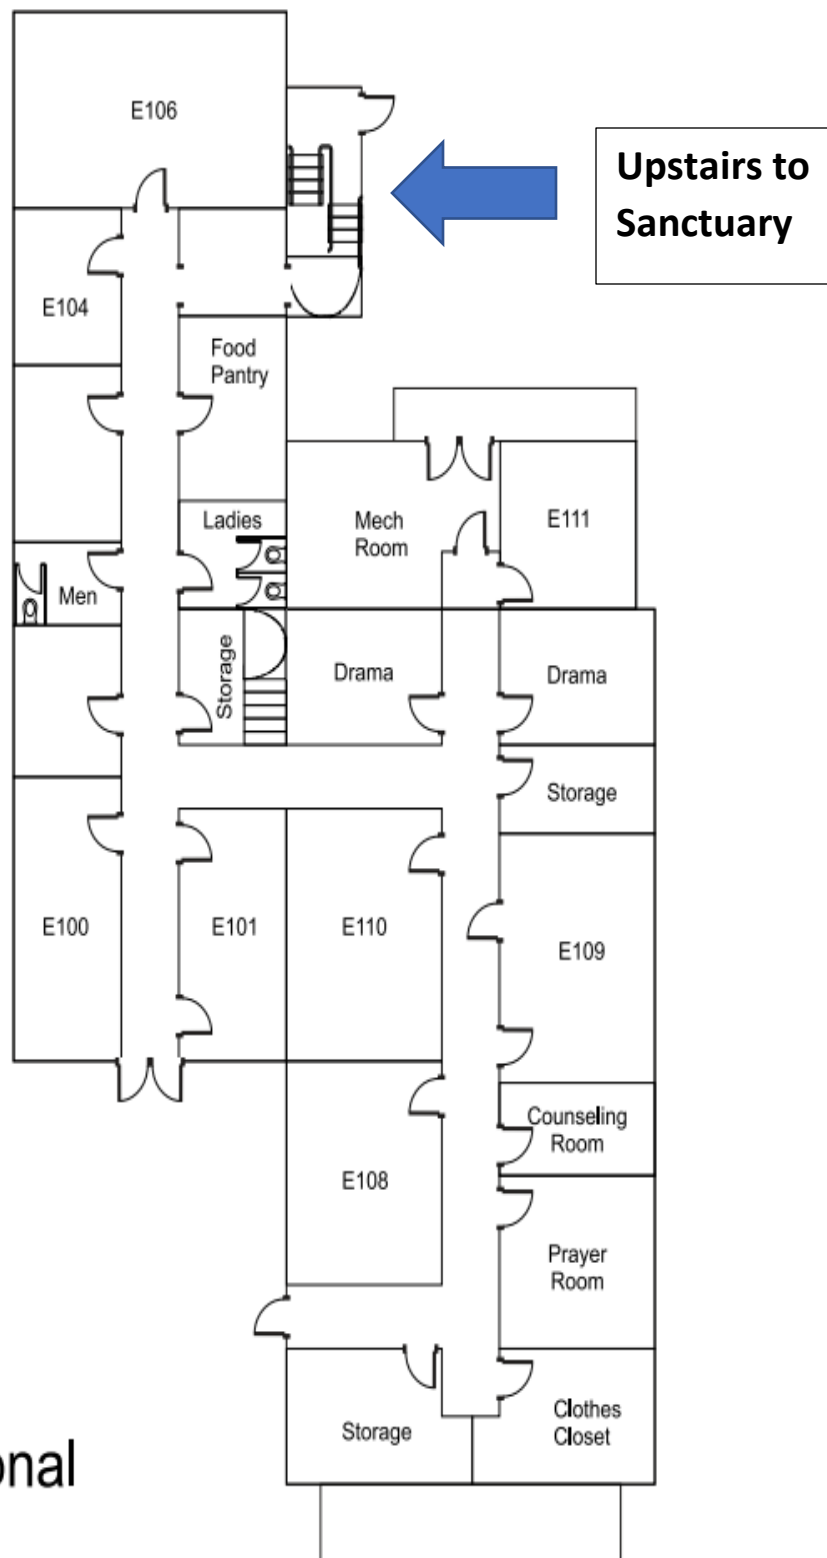 E106
Upstairs to
Sanctuary
E104
Food
Pantry
Ladies
Mech
Room
E111
Men
Storage
Drama
Drama
Storage
E100
E101
E110
E109
Counseling
Room
E108
Prayer
Room
Clothes
Closet
Storage
onal